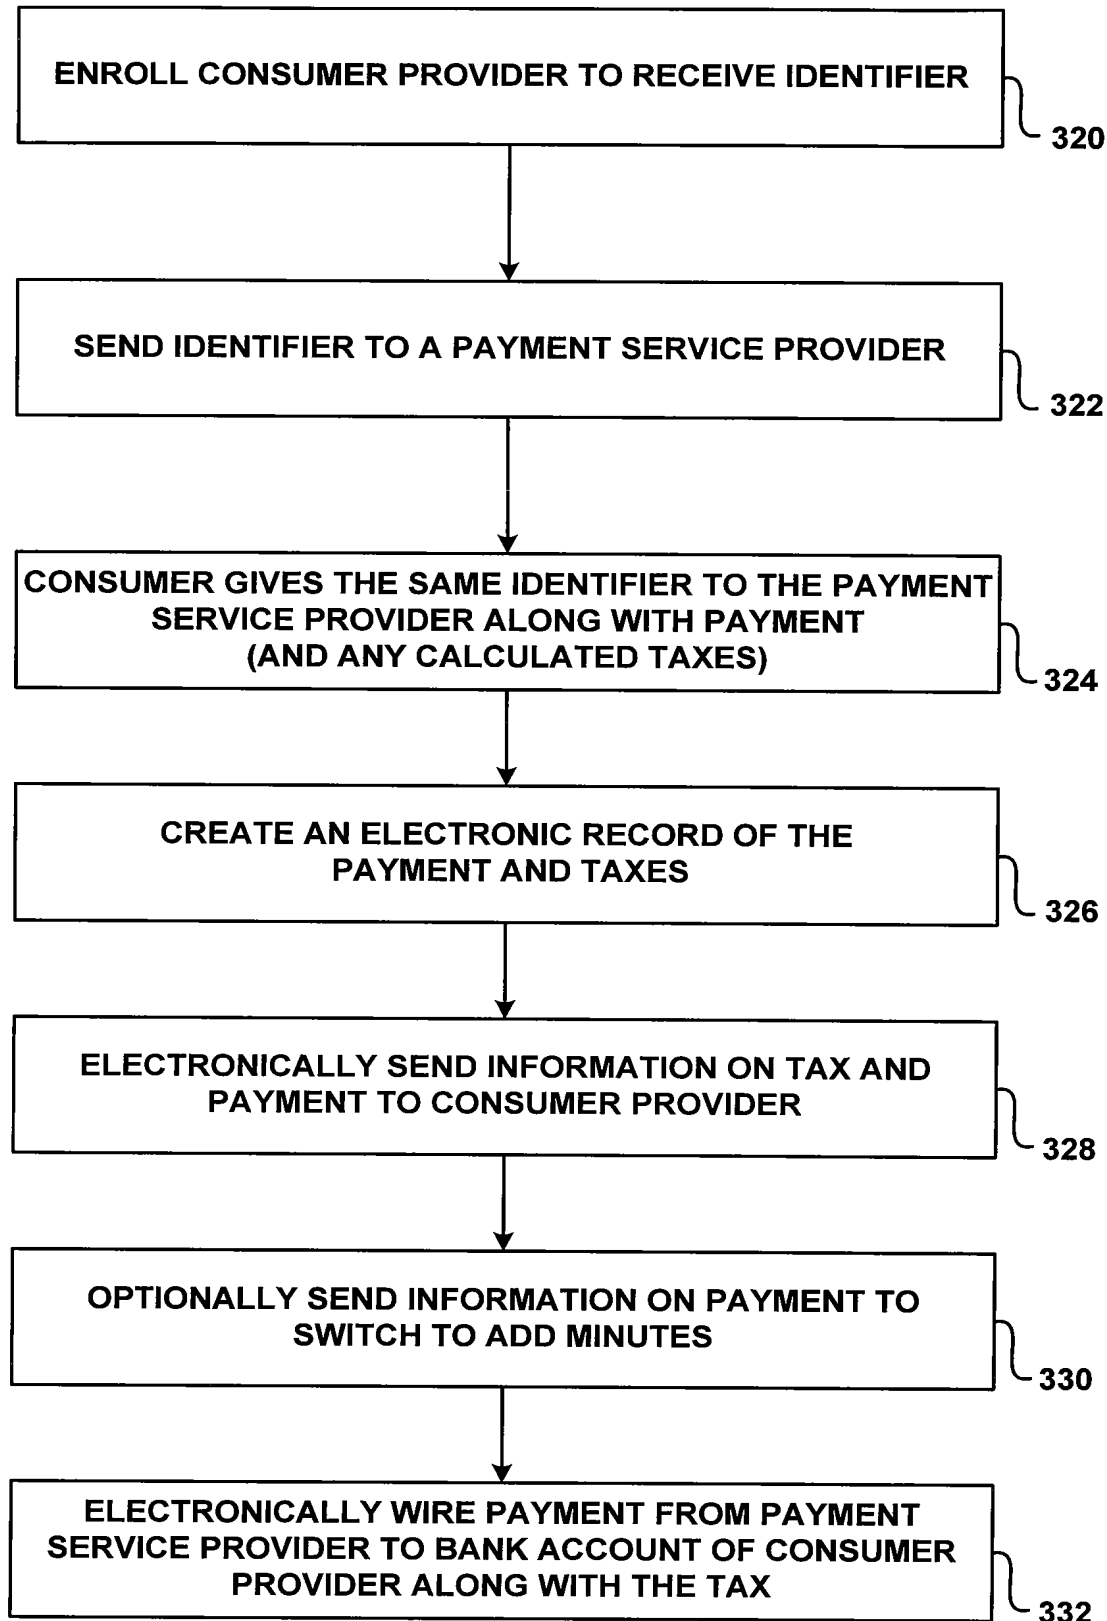 ENROLL CONSUMER PROVIDER TO RECEIVE IDENTIFIER
320
SEND IDENTIFIER TO A PAYMENT SERVICE PROVIDER
322
CONSUMER GIVES THE SAME IDENTIFIER TO THE PAYMENT
SERVICE PROVIDER ALONG WITH PAYMENT
(AND ANY CALCULATED TAXES)
324
CREATE AN ELECTRONIC RECORD OF THE
PAYMENT AND TAXES
326
ELECTRONICALLY SEND INFORMATION ON TAX AND
PAYMENT TO CONSUMER PROVIDER
328
OPTIONALLY SEND INFORMATION ON PAYMENT TO
SWITCH TO ADD MINUTES
330
ELECTRONICALLY WIRE PAYMENT FROM PAYMENT
SERVICE PROVIDER TO BANK ACCOUNT OF CONSUMER
PROVIDER ALONG WITH THE TAX
332